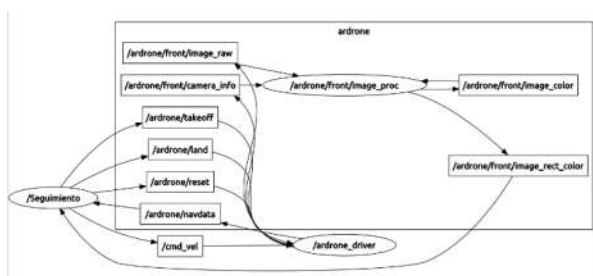 ardrone
/ardrone/front/image_raw
/ardrone/front/camera_info
/ardrone/front/image_proc
/ardrone/front/image_color
/ardrone/takeoff
/ardrone/land
/ardrone/front/image_rect_color
/ardrone/reset
/Seguimiento
/ardrone/navdata
/cmd_vel
/ardrone_driver